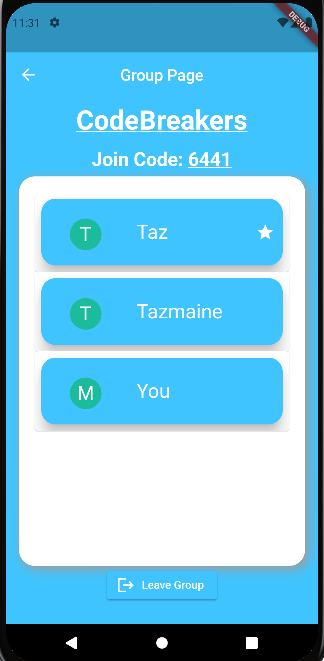 11:31
DEBUG
Group Page
CodeBreakers
Join Code: 6441
T Taz
T Tazmaine
M You
Leave Group